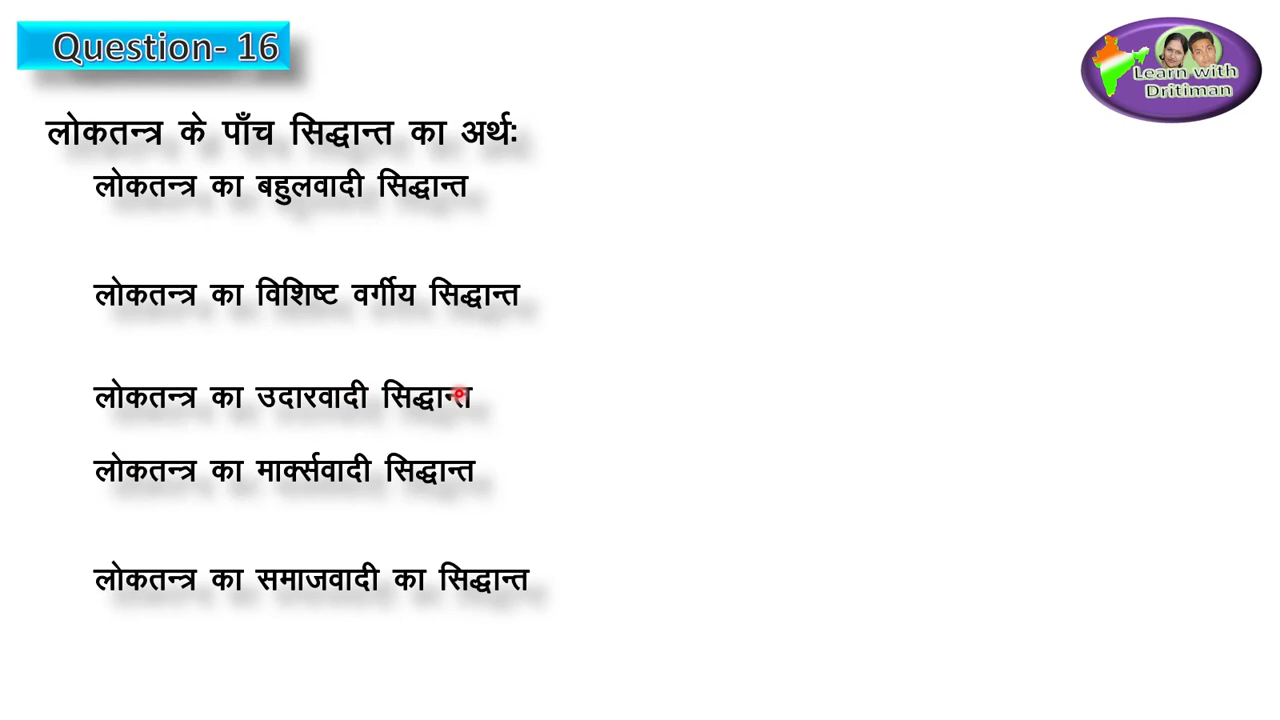 Question- 16
Learn with
Dritiman
लोकतन्त्र के पाँच सिद्धान्त का अर्थः
लोकतन्त्र का बहुलवादी सिद्धान्त
लोकतन्त्र का विशिष्ट वर्गीय सिद्धान्त
लोकतन्त्र का उदारवादी सिद्धान्त
लोकतन्त्र का मार्क्सवादी सिद्धान्त
लोकतन्त्र का समाजवादी का सिद्धान्त